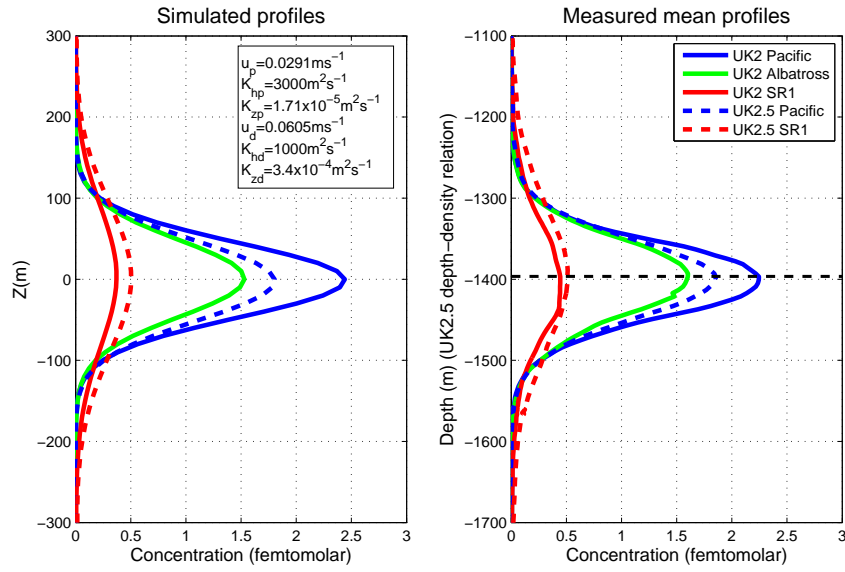 Simulated profiles
Z(m)
300
200
100
0
−100
−200
−300
u_p=0.0291ms^−1
K_hp=3000m^2s^−1
K_zp=1.71x10^−5m^2s^−1
u_d=0.0605ms^−1
K_hd=1000m^2s^−1
K_zd=3.4x10^−4m^2s^−1
0 0.5 1 1.5 2 2.5 3
Concentration (femtomolar)
Measured mean profiles
Depth (m) (UK2.5 depth−density relation)
−1100
−1200
−1300
−1400
−1500
−1600
−1700
UK2 Pacific
UK2 Albatross
UK2 SR1
UK2.5 Pacific
UK2.5 SR1
0 0.5 1 1.5 2 2.5 3
Concentration (femtomolar)